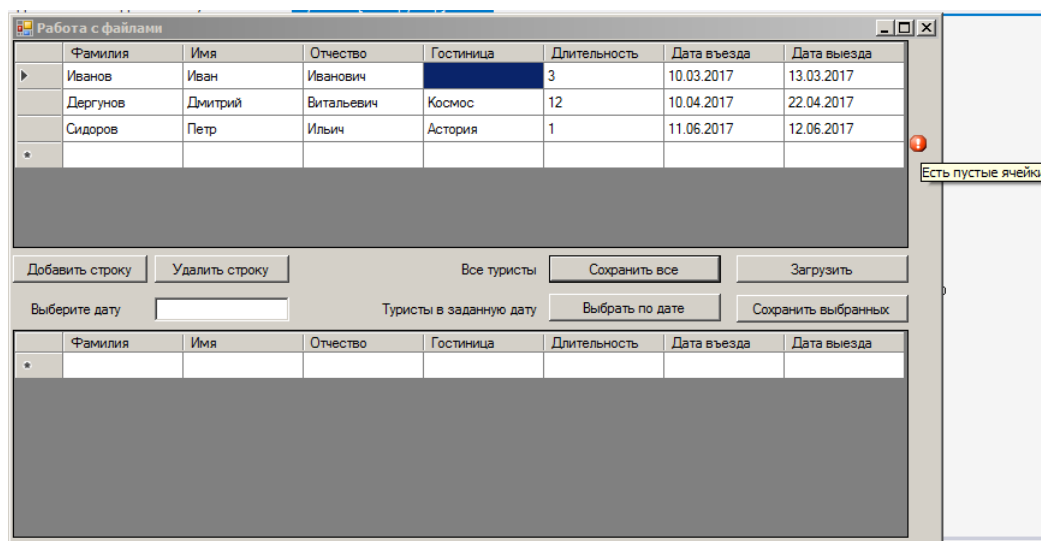 Работа с файлами
Фамилия Имя Отчество Гостиница Длительность Дата въезда Дата выезда
Иванов Иван Иванович 3 10.03.2017 13.03.2017
Дергунов Дмитрий Витальевич Космос 12 10.04.2017 22.04.2017
Сидоров Петр Ильич Астория 1 11.06.2017 12.06.2017
Есть пустые ячейки
Добавить строку Удалить строку Все туристы Сохранить все Загрузить
Выберите дату Туристы в заданную дату Выбрать по дате Сохранить выбранных
Фамилия Имя Отчество Гостиница Длительность Дата въезда Дата выезда